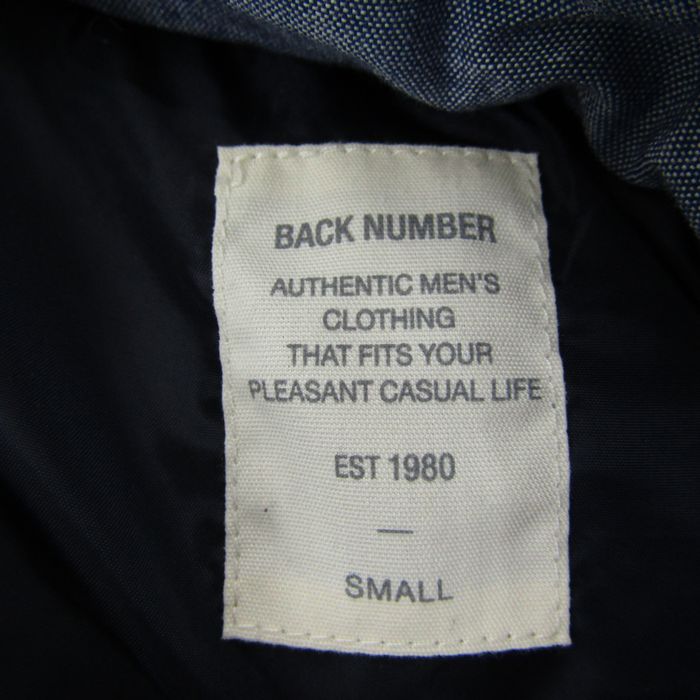 BACK NUMBER
AUTHENTIC MEN'S
CLOTHING
THAT FITS YOUR
PLEASANT CASUAL LIFE
EST 1980
—
SMALL